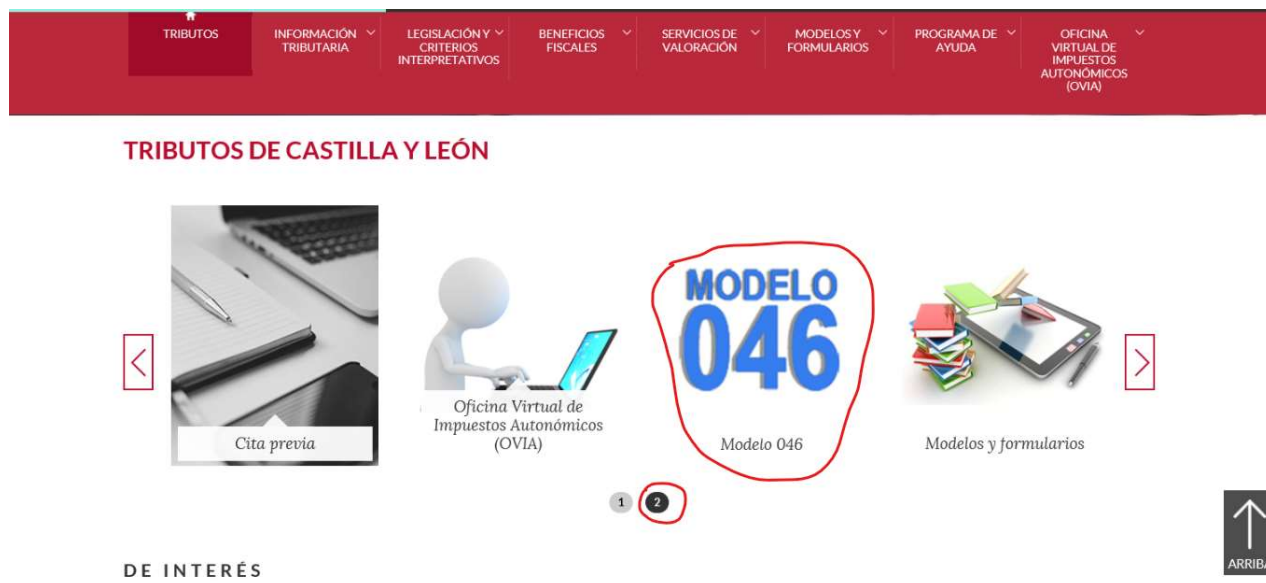 TRIBUTOS
INFORMACIÓN
TRIBUTARIA
LEGISLACIÓN Y
CRITERIOS
INTERPRETATIVOS
BENEFICIOS
FISCALES
SERVICIOS DE
VALORACIÓN
MODELOS Y
FORMULARIOS
PROGRAMA DE
AYUDA
OFICINA
VIRTUAL DE
IMPUESTOS
AUTONÓMICOS
(OVIA)
TRIBUTOS DE CASTILLA Y LEÓN
Cita previa
Oficina Virtual de
Impuestos Autonómicos
(OVIA)
MODELO
046
Modelo 046
Modelos y formularios
1 2
ARRIBA
DE INTERÉS